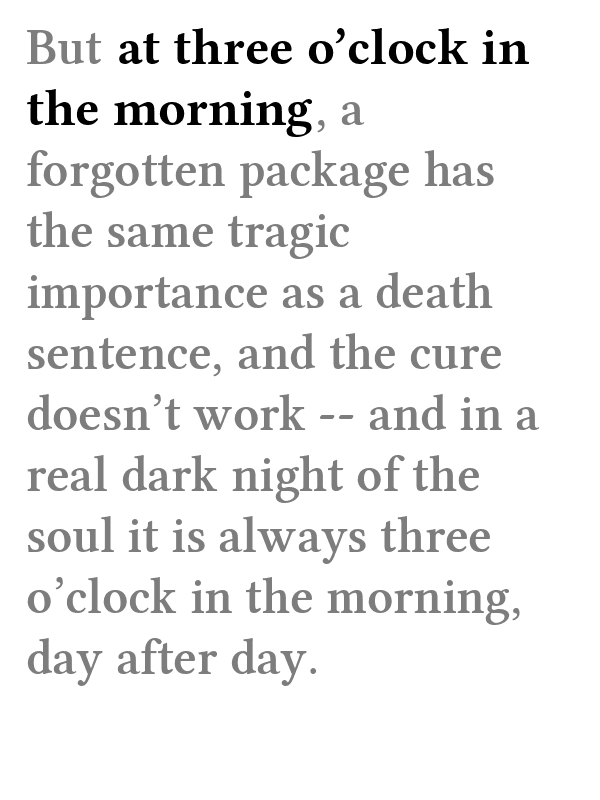 But at three o’clock in
the morning, a
forgotten package has
the same tragic
importance as a death
sentence, and the cure
doesn’t work -- and in a
real dark night of the
soul it is always three
o’clock in the morning,
day after day.